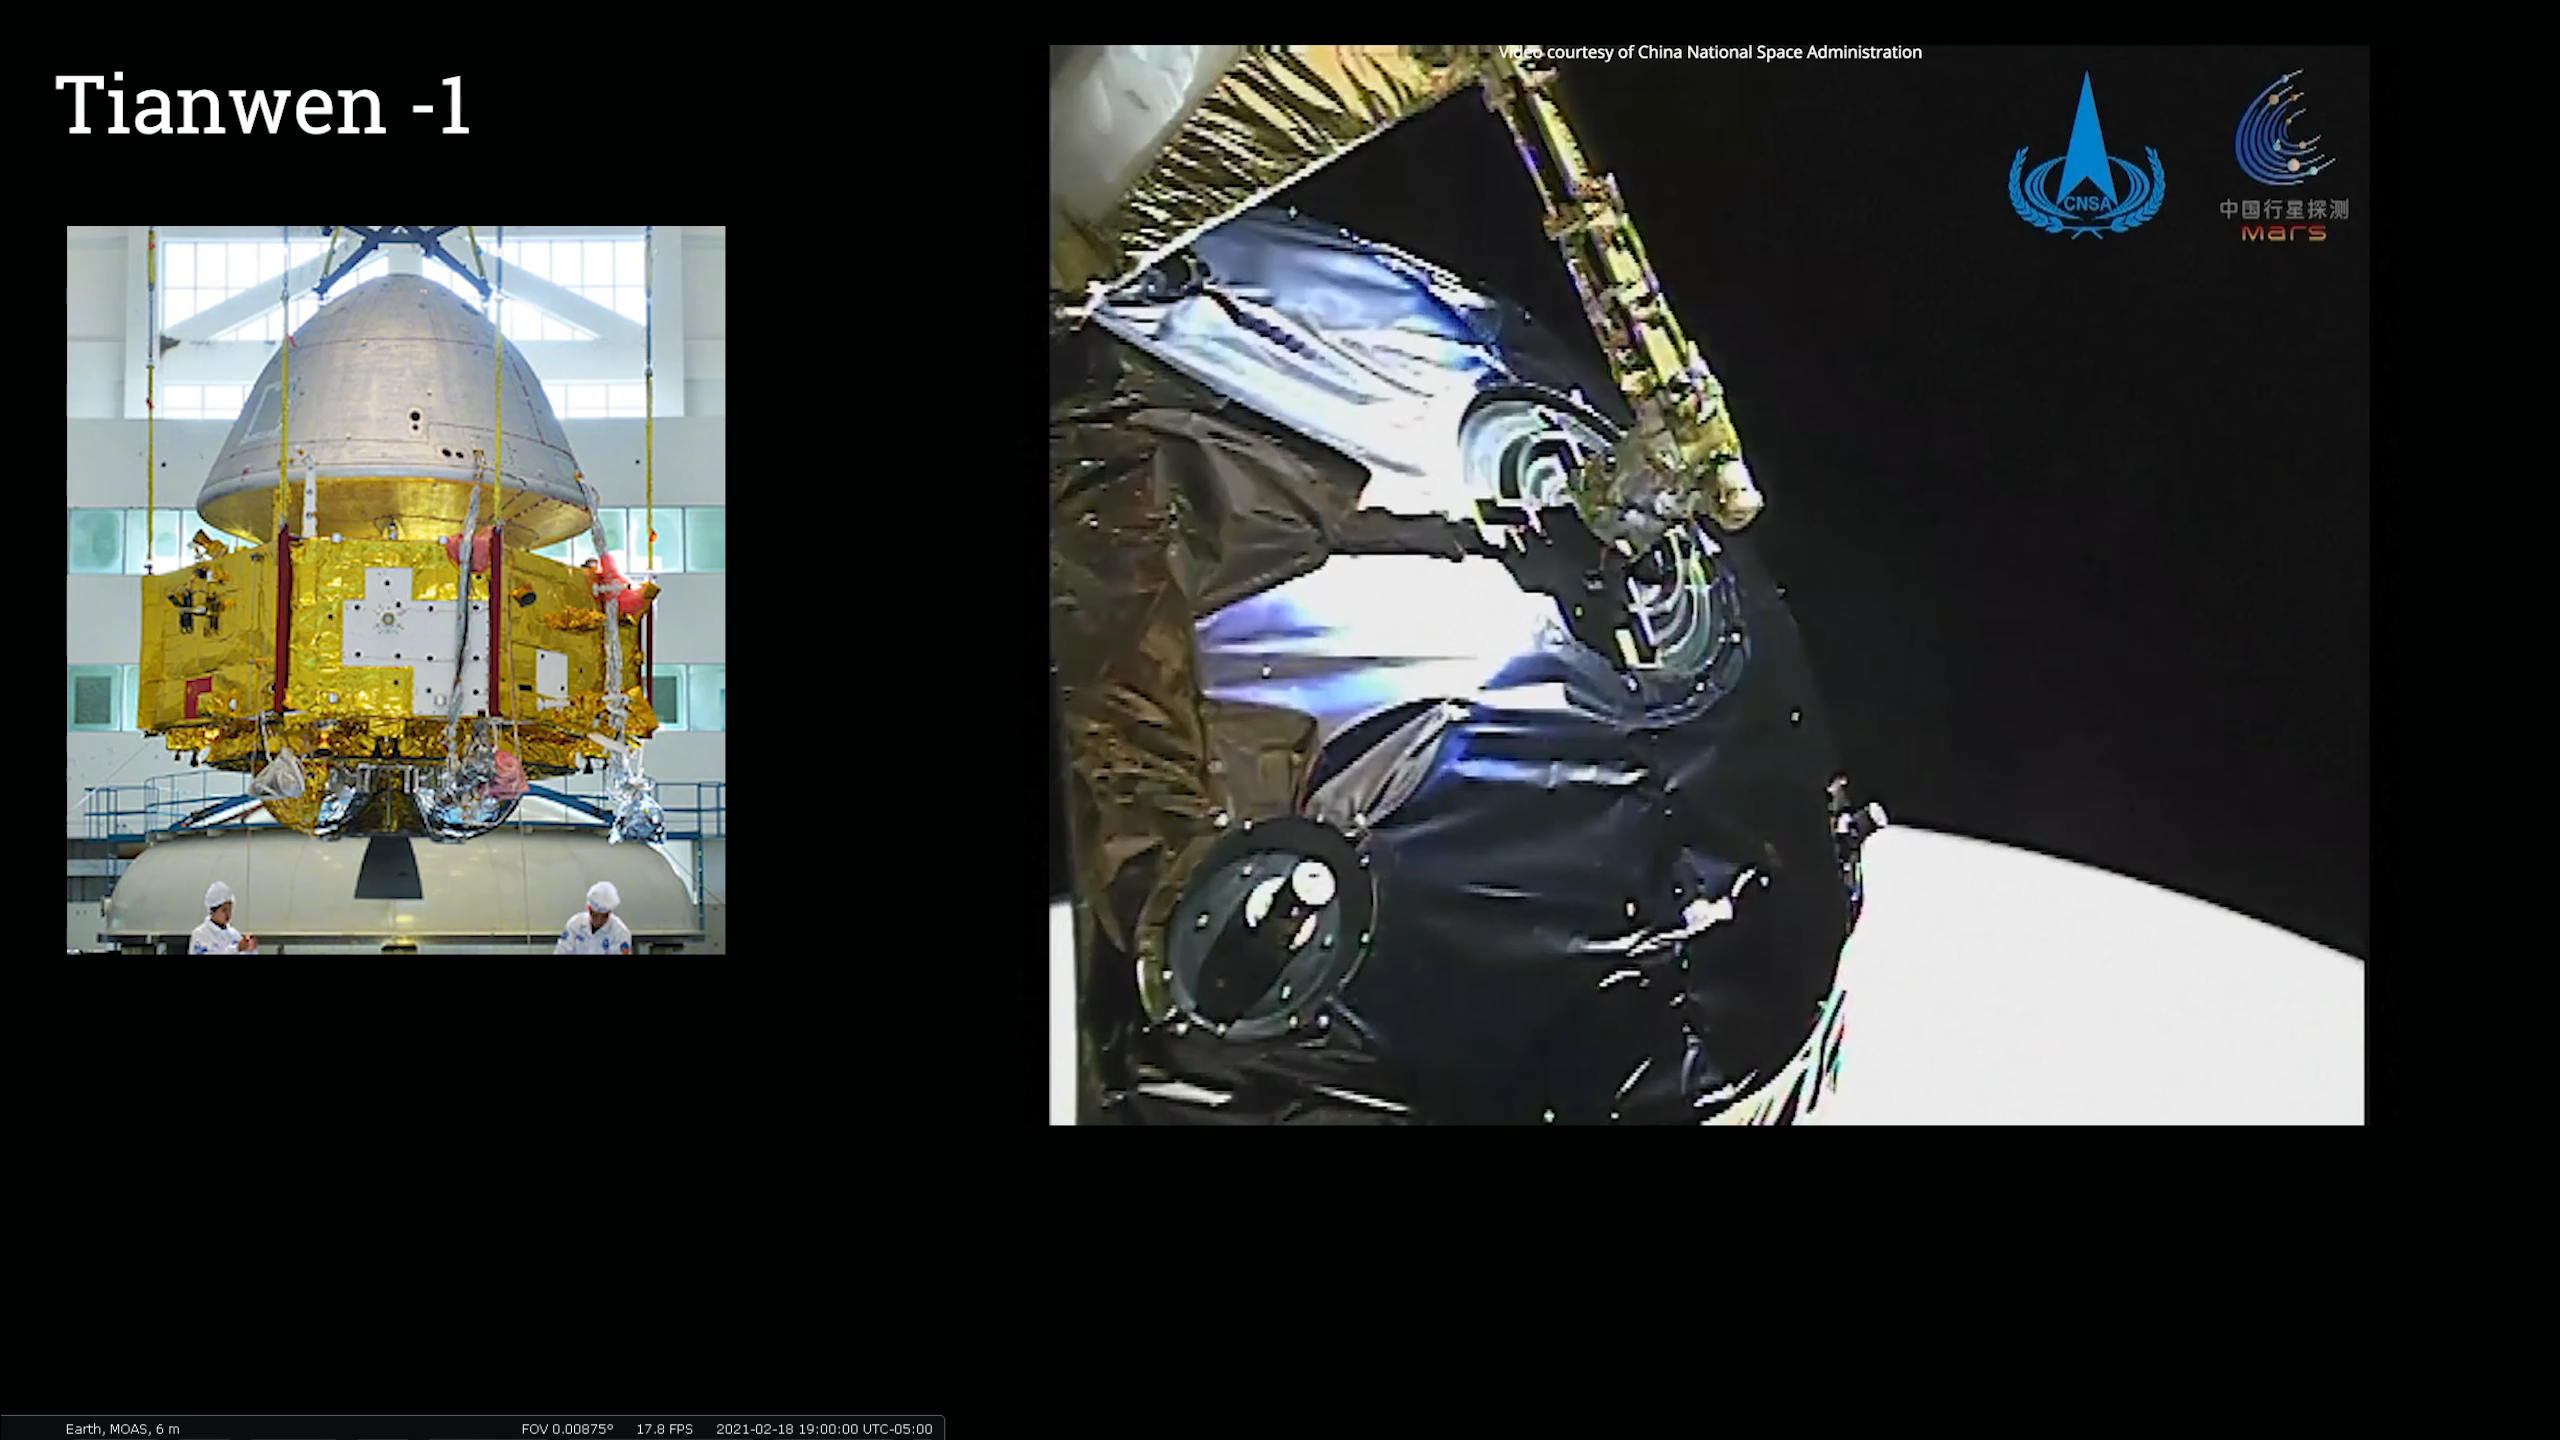 Tianwen -1
Video courtesy of China National Space Administration
CNSA
中国行星探测
Mars
Earth, MOAS, 6 m
FOV 0.00875°
17.8 FPS
2021-02-18 19:00:00 UTC-05:00